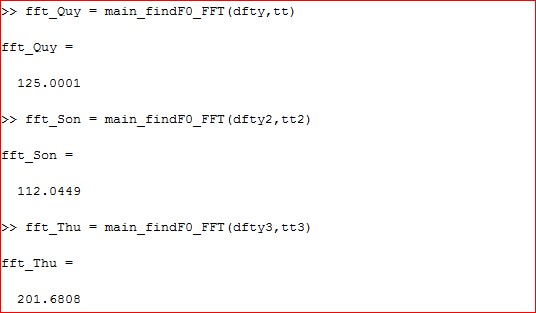 >> fft_Quy = main_findF0_FFT(dfty,tt)
fft_Quy =
125.0001
>> fft_Son = main_findF0_FFT(dfty2,tt2)
fft_Son =
112.0449
>> fft_Thu = main_findF0_FFT(dfty3,tt3)
fft_Thu =
201.6808